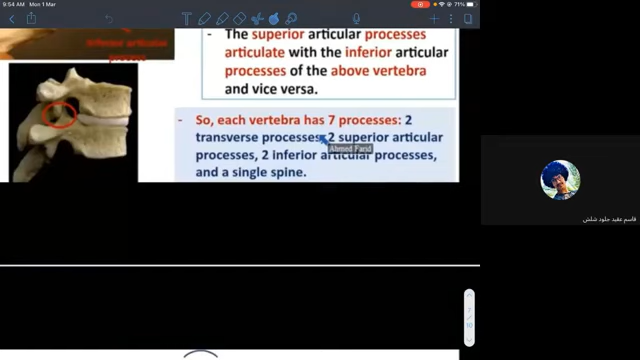 9:54 AM Mon 1 Mar
71%
Inferior articular
process
- The superior articular processes
articulate with the inferior articular
processes of the above vertebra
and vice versa.
- So, each vertebra has 7 processes: 2
transverse processes, 2 superior articular
Ahmed Farid
processes, 2 inferior articular processes,
and a single spine.
قاسم عقيد جلود شلش
7
10